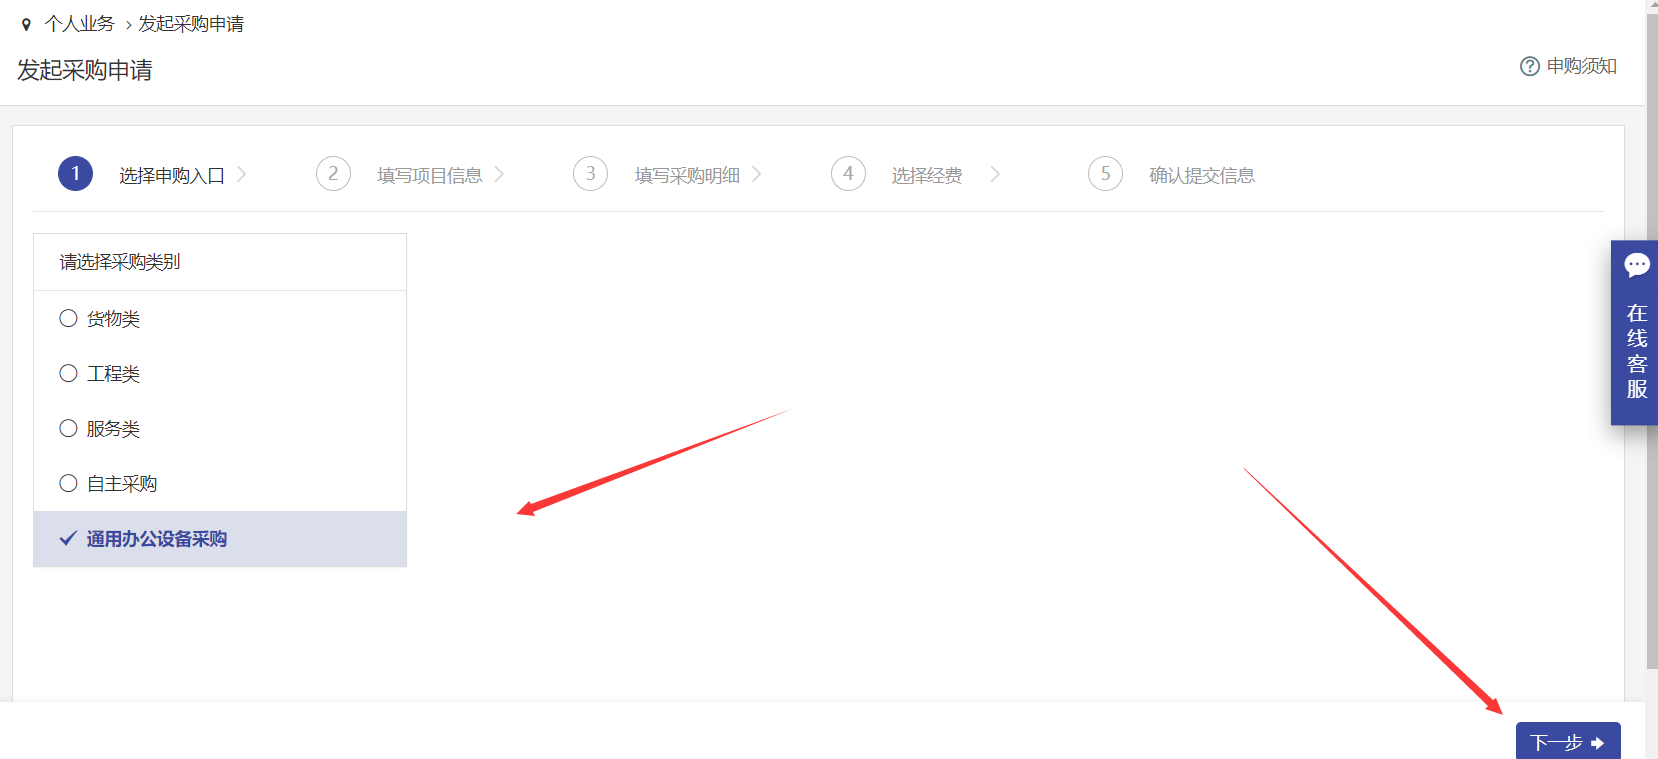 个人业务 › 发起采购申请
发起采购申请
申购须知
1 选择申购入口
2 填写项目信息
3 填写采购明细
4 选择经费
5 确认提交信息
请选择采购类别
货物类
工程类
服务类
自主采购
通用办公设备采购
在线客服
下一步